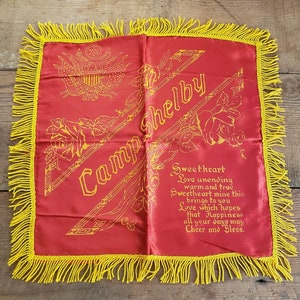 Camp Shelby
Sweetheart
Love unending
warm and true
Sweetheart mine this
brings to you
Love which hopes
that Happiness
all your days may
Cheer and Bless.